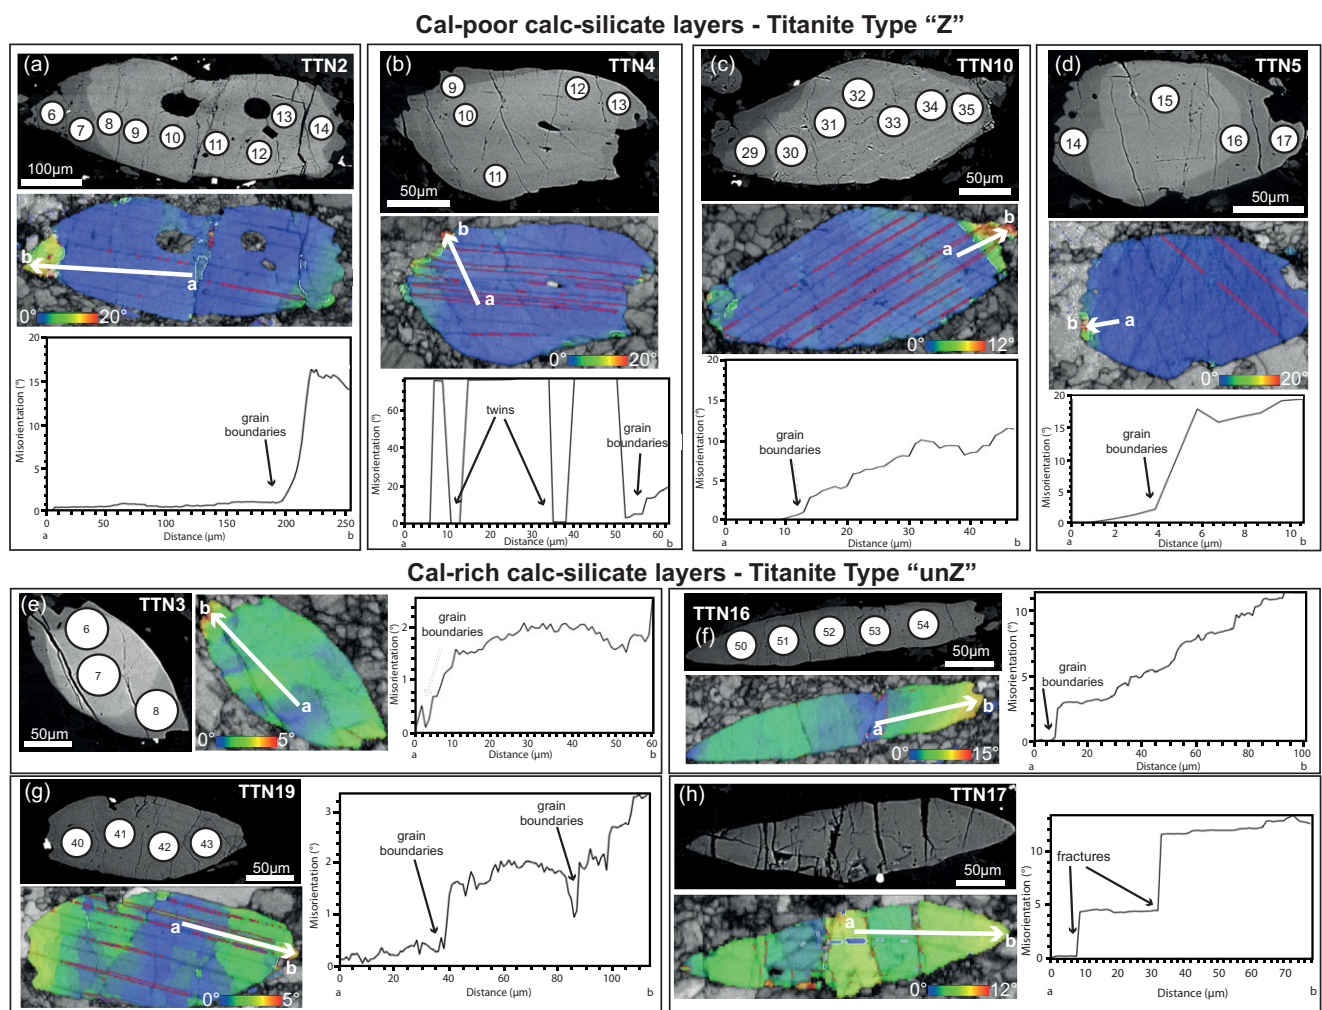 Cal-poor calc-silicate layers - Titanite Type “Z”
(a)
TTN2
6
7
8
9
10
11
12
13
14
100µm
b
a
0°
20°
20
15
10
5
0
Misorientation (°)
grain
boundaries
0
50
100
150
200
250
a
Distance (µm)
b
(b)
TTN4
9
10
11
12
13
50µm
b
a
0°
20°
60
40
20
0
Misorientation (°)
twins
grain
boundaries
0
10
20
30
40
50
60
a
Distance (µm)
b
(c)
TTN10
29
30
31
32
33
34
35
50µm
b
a
0°
12°
20
15
10
5
0
Misorientation (°)
grain
boundaries
0
20
40
a
Distance (µm)
b
(d)
TTN5
14
15
16
17
50µm
b
a
0°
20°
20
15
10
5
0
Misorientation (°)
grain
boundaries
0
2
4
6
8
10
a
Distance (µm)
b
Cal-rich calc-silicate layers - Titanite Type “unZ”
(e)
TTN3
6
7
8
50µm
b
a
0°
5°
2
1
0
Misorientation (°)
grain
boundaries
0
10
20
30
40
50
60
a
Distance (µm)
b
TTN16
(f)
50
51
52
53
54
50µm
a
b
0°
15°
10
5
0
Misorientation (°)
grain
boundaries
0
20
40
60
80
100
a
Distance (µm)
b
(g)
TTN19
40
41
42
43
50µm
a
b
0°
5°
3
2
1
0
Misorientation (°)
grain
boundaries
grain
boundaries
0
20
40
60
80
100
a
Distance (µm)
b
(h)
TTN17
50µm
a
b
0°
12°
10
5
0
Misorientation (°)
fractures
0
10
20
30
40
50
60
70
a
Distance (µm)
b